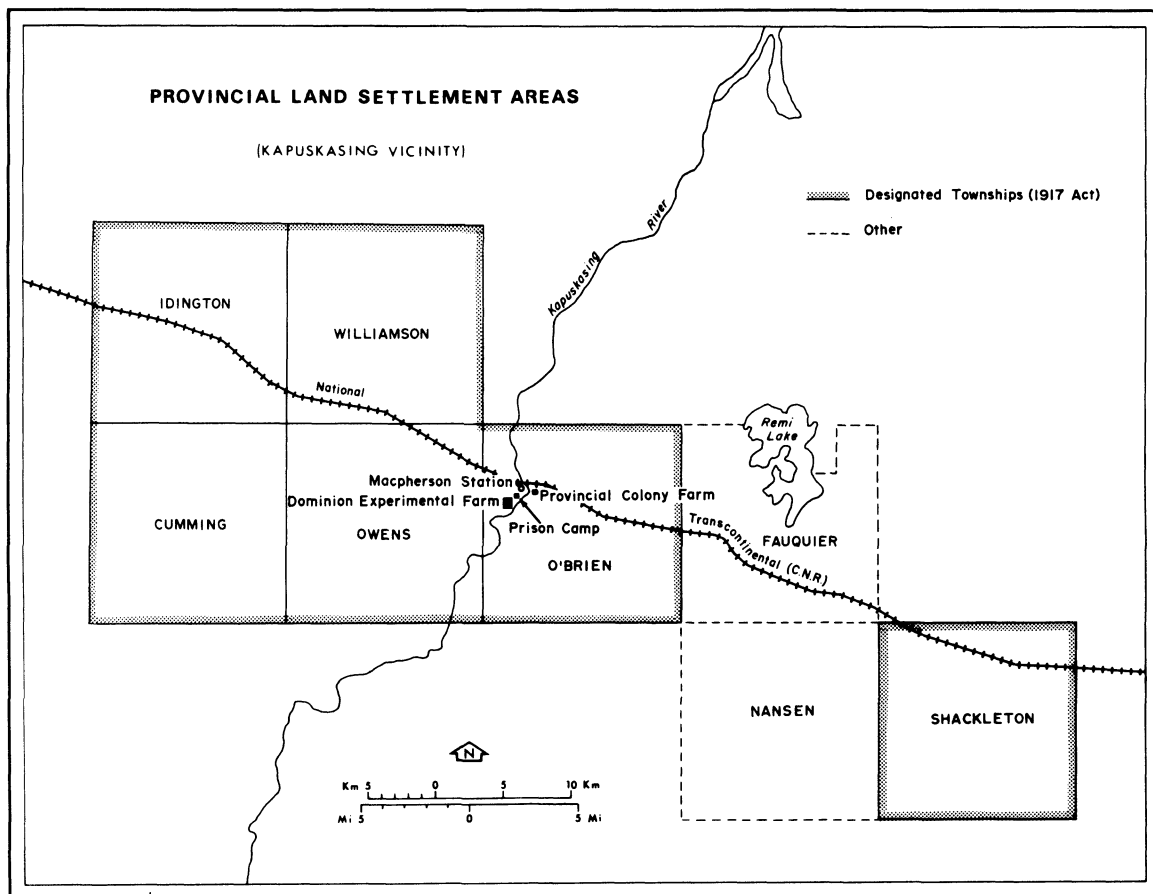 PROVINCIAL LAND SETTLEMENT AREAS
(KAPUSKASING VICINITY)
Kapuskasing River
Designated Townships (1917 Act)
Other
IDINGTON
WILLIAMSON
National
Remi
Lake
Macpherson Station
Provincial Colony Farm
Dominion Experimental Farm
Prison Camp
CUMMING
OWENS
O'BRIEN
Transcontinental (C.N.R)
FAUQUIER
NANSEN
SHACKLETON
N
Km 5 0 5 10 Km
Mi 5 0 5 Mi